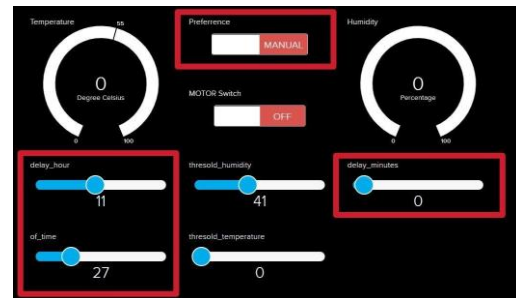 Temperature
55
0
Degree Celsius
0
100
Preferrence
MANUAL
Humidity
0
Percentage
0
100
MOTOR Switch
OFF
delay_hour
11
thresold_humidity
41
delay_minutes
0
of_time
27
thresold_temperature
0